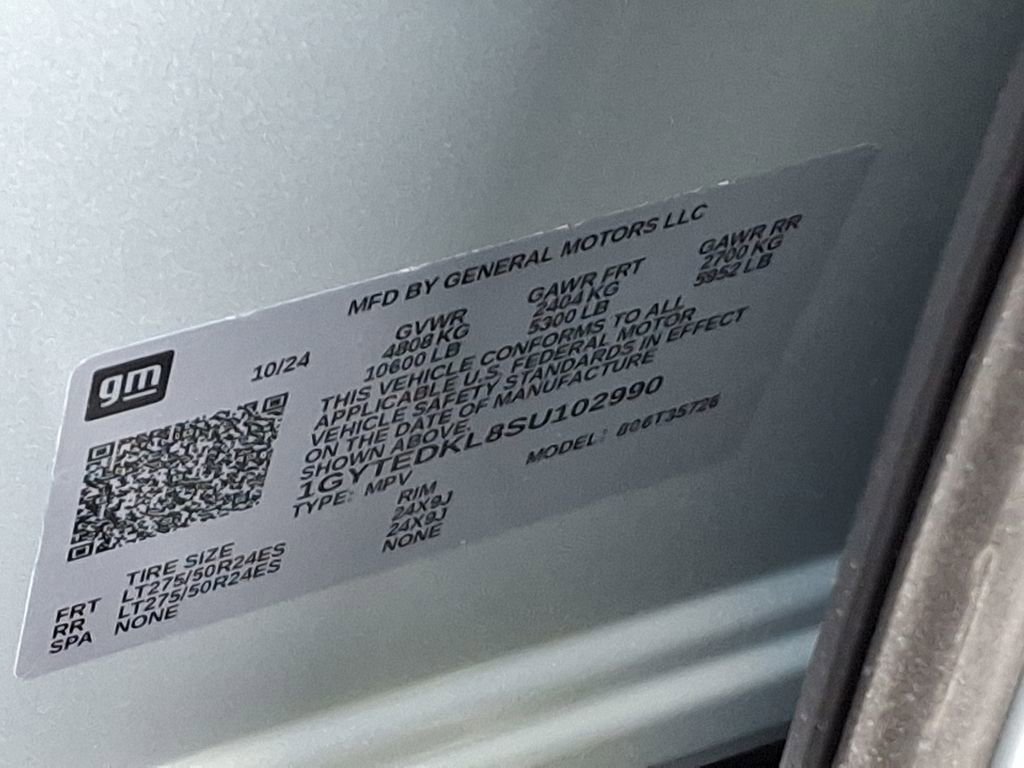 MFD BY GENERAL MOTORS LLC
gm
10/24
GVWR GAWR FRT GAWR RR
4808 KG 2404 KG 2700 KG
10600 LB 5300 LB 5952 LB
THIS VEHICLE CONFORMS TO ALL
APPLICABLE U.S. FEDERAL MOTOR
VEHICLE SAFETY STANDARDS IN EFFECT
ON THE DATE OF MANUFACTURE
SHOWN ABOVE.
1GYTEDKL8SU102990
TYPE: MPV MODEL: 806T35726
TIRE SIZE RIM
FRT LT275/50R24ES 24X9J
RR LT275/50R24ES 24X9J
SPA NONE NONE